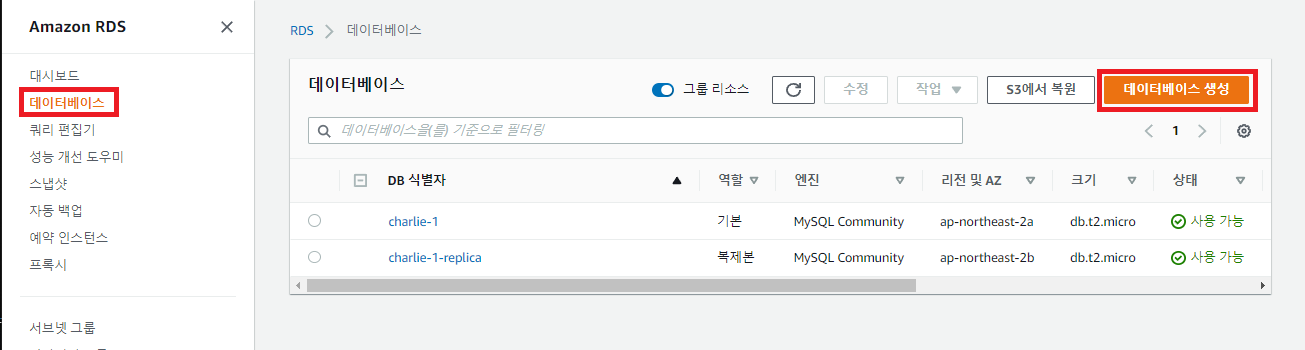 Amazon RDS
대시보드
데이터베이스
쿼리 편집기
성능 개선 도우미
스냅샷
자동 백업
예약 인스턴스
프록시
서브넷 그룹
RDS 데이터베이스
데이터베이스 그룹 리소스 수정 작업 S3에서 복원 데이터베이스 생성
데이터베이스을(를) 기준으로 필터링 1
DB 식별자 역할 엔진 리전 및 AZ 크기 상태
charlie-1 기본 MySQL Community ap-northeast-2a db.t2.micro 사용 가능
charlie-1-replica 복제본 MySQL Community ap-northeast-2b db.t2.micro 사용 가능